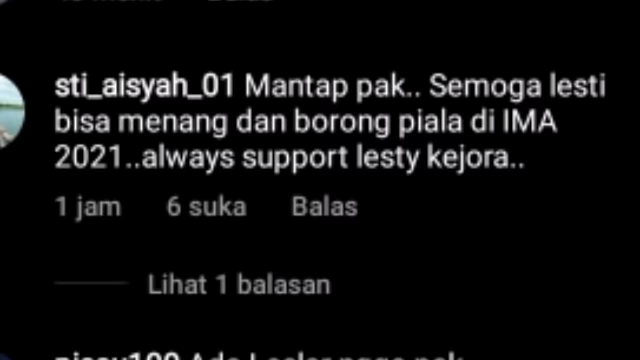 sti_aisyah_01 Mantap pak.. Semoga lesti
bisa menang dan borong piala di IMA
2021..always support lesty kejora..
1 jam 6 suka Balas
Lihat 1 balasan